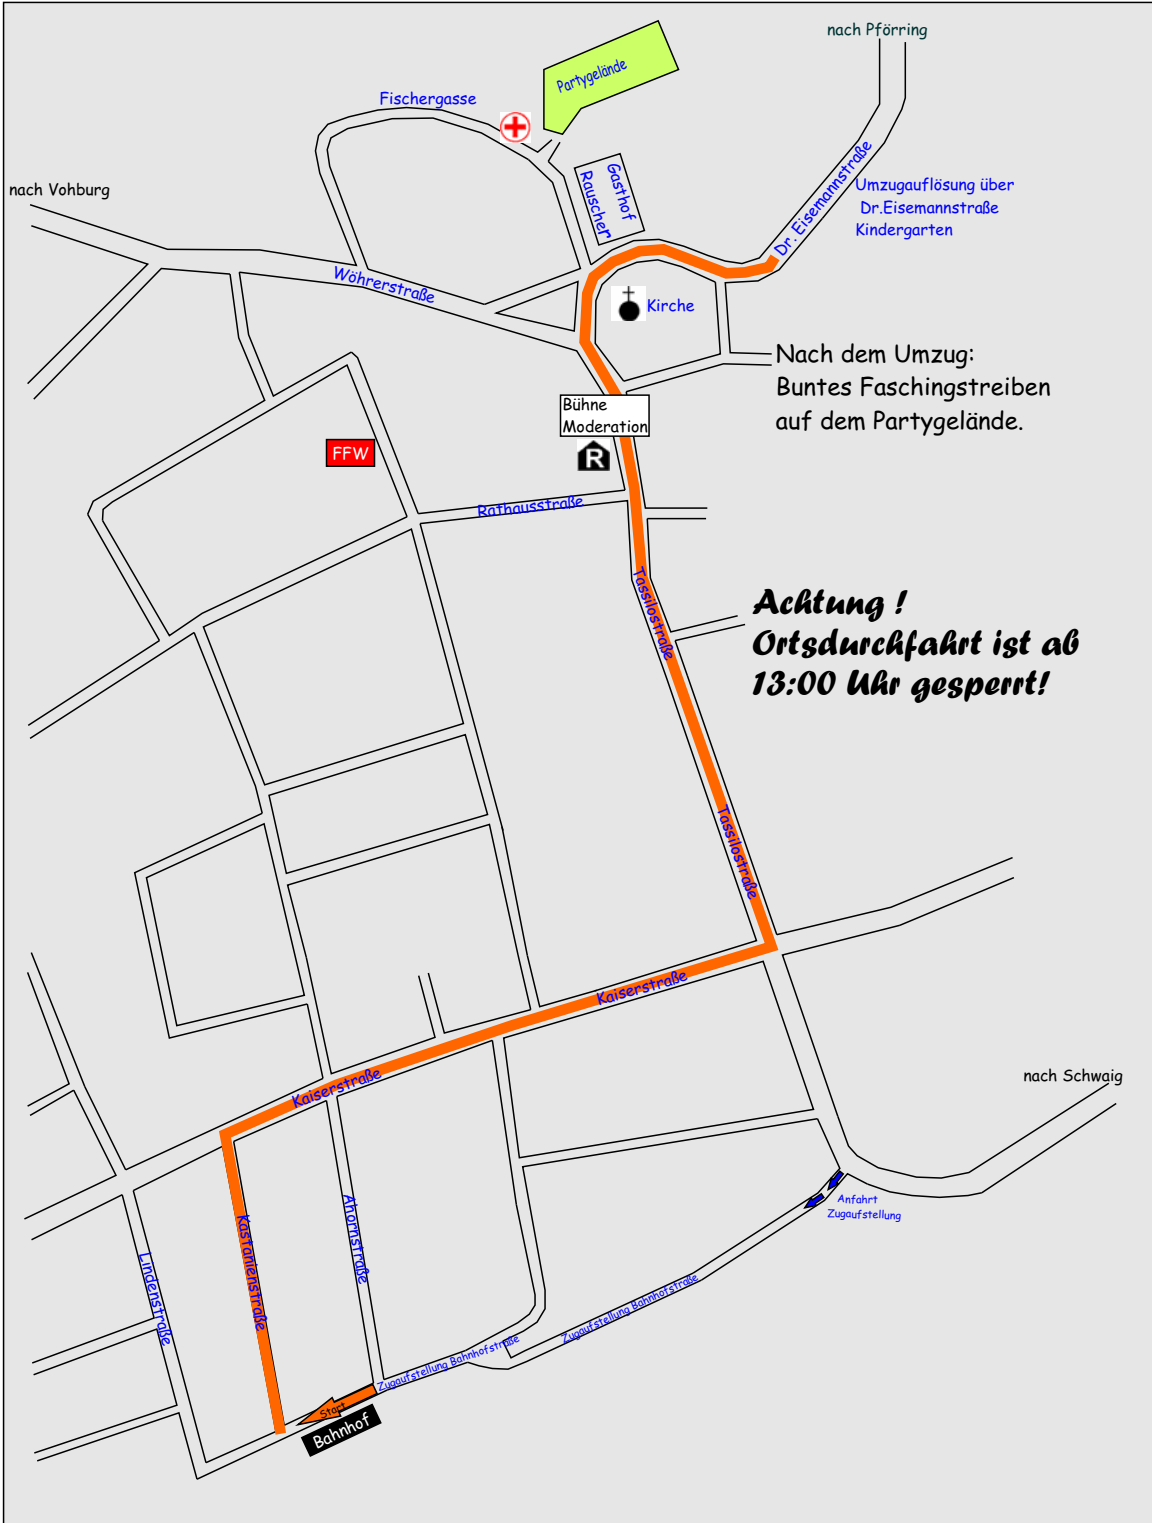 nach Pförring
Partygelände
Fischergasse
nach Vohburg
Gasthof
Rauscher
Dr. Eisemannstraße
Umzugauflösung über
Dr.Eisemannstraße
Kindergarten
Wöhrerstraße
Kirche
Nach dem Umzug:
Buntes Faschingstreiben
auf dem Partygelände.
Bühne
Moderation
R
FFW
Rathausstraße
Tassilostraße
Achtung !
Ortsdurchfahrt ist ab
13:00 Uhr gesperrt!
Tassilostraße
Kaiserstraße
Kaiserstraße
nach Schwaig
Anfahrt
Zugaufstellung
Ahornstraße
Kastanienstraße
Lindenstraße
Zugaufstellung Bahnhofstraße
Zugaufstellung Bahnhofstraße
Start
Bahnhof